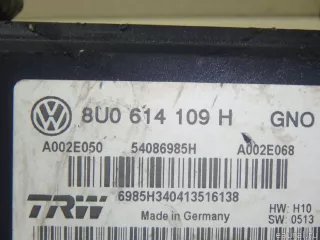 8U0 614 109 H GNO
A002E050 54086985H A002E068
TRW 6985H340413516138
Made in Germany
HW: H10
SW: 0513